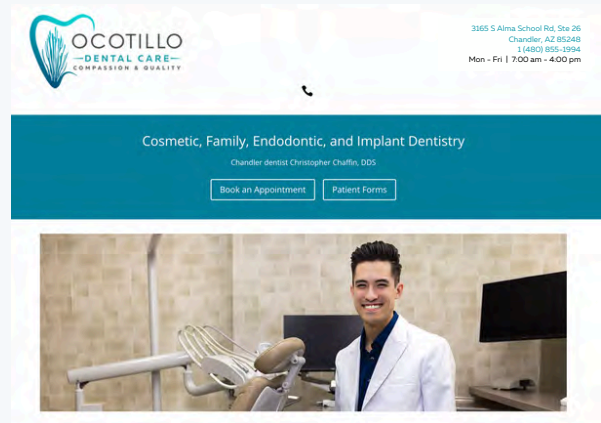 OCOTILLO
DENTAL CARE
COMPASSION & QUALITY
3165 S Alma School Rd, Ste 26
Chandler, AZ 85248
1 (480) 855-1994
Mon - Fri | 7:00 am - 4:00 pm
Cosmetic, Family, Endodontic, and Implant Dentistry
Chandler dentist Christopher Chaffin, DDS
Book an Appointment
Patient Forms